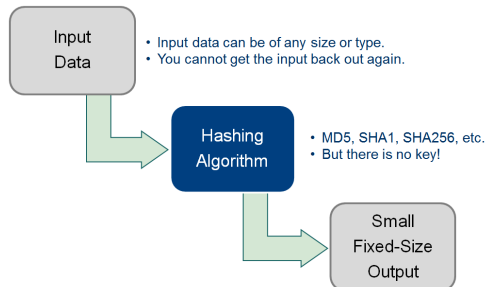 Input
Data
• Input data can be of any size or type.
• You cannot get the input back out again.
Hashing
Algorithm
• MD5, SHA1, SHA256, etc.
• But there is no key!
Small
Fixed-Size
Output